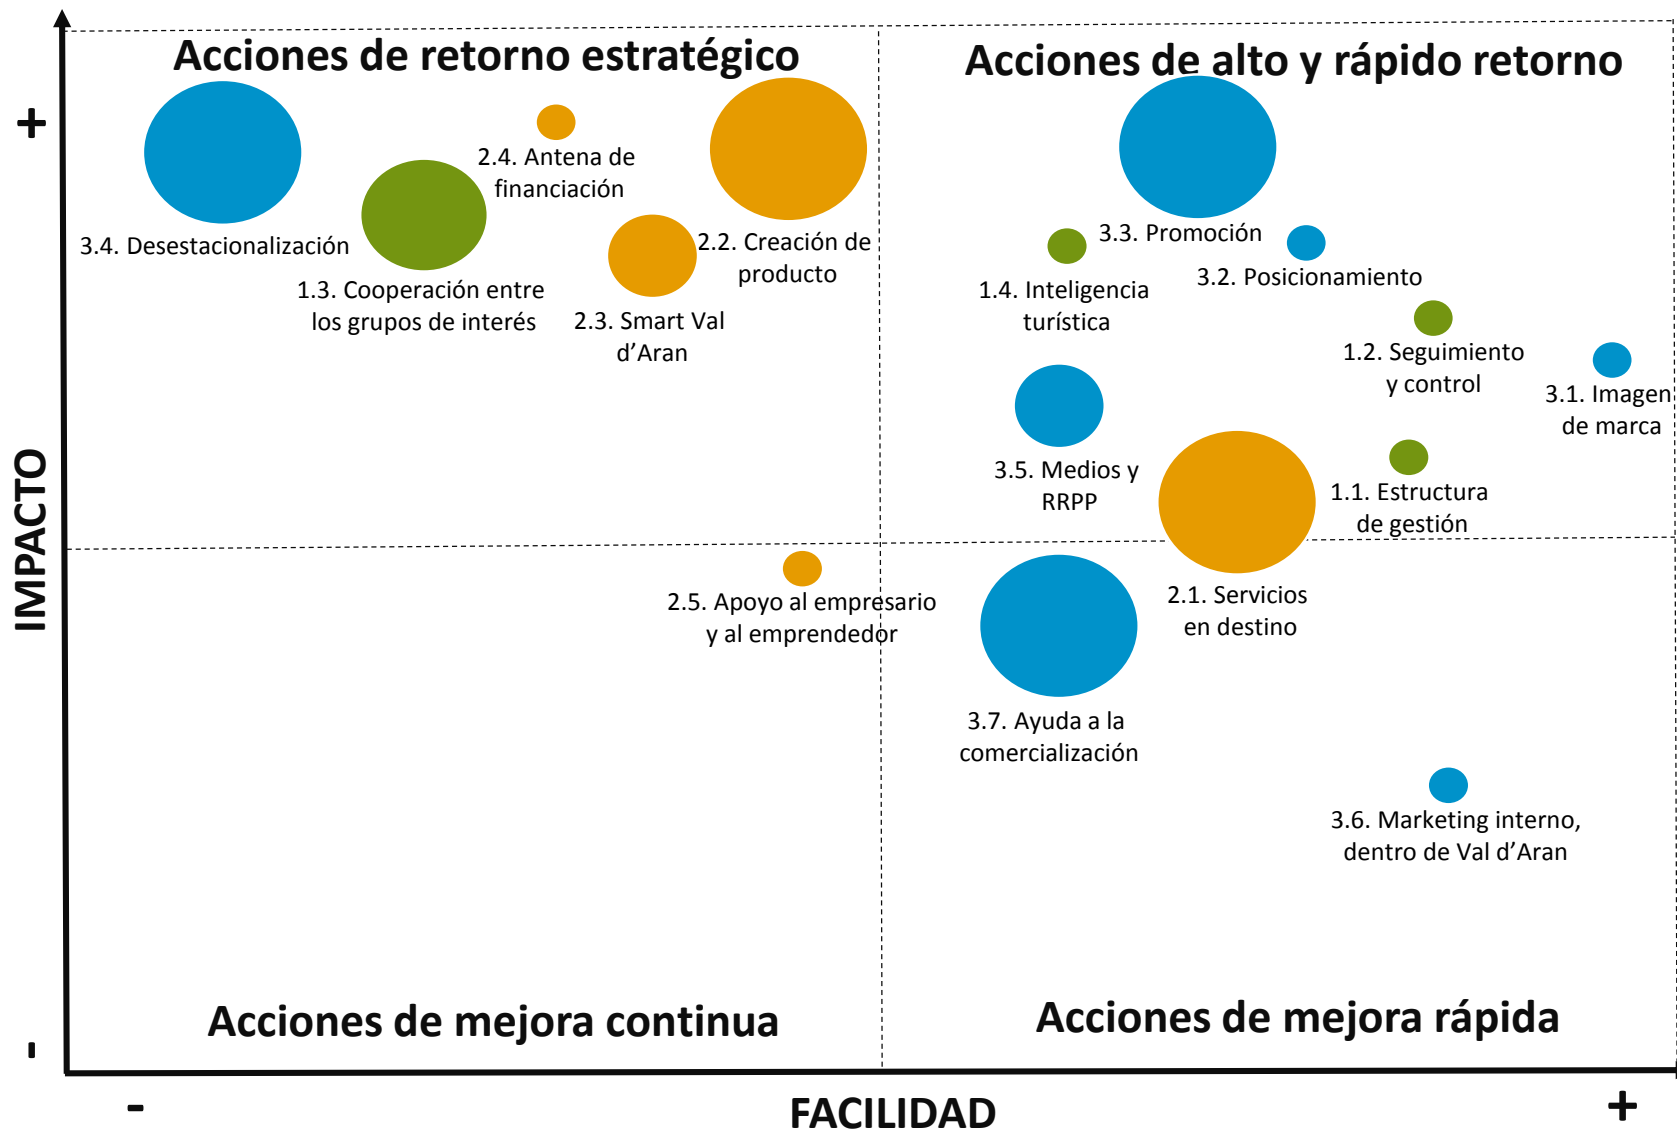 Acciones de retorno estratégico
Acciones de alto y rápido retorno
+
2.4. Antena de
financiación
3.4. Desestacionalización
1.3. Cooperación entre
los grupos de interés
2.3. Smart Val
d’Aran
2.2. Creación de
producto
3.3. Promoción
3.2. Posicionamiento
1.4. Inteligencia
turística
1.2. Seguimiento
y control
3.1. Imagen
de marca
3.5. Medios y
RRPP
1.1. Estructura
de gestión
IMPACTO
2.5. Apoyo al empresario
y al emprendedor
2.1. Servicios
en destino
3.7. Ayuda a la
comercialización
3.6. Marketing interno,
dentro de Val d’Aran
Acciones de mejora continua
Acciones de mejora rápida
-
-
FACILIDAD
+